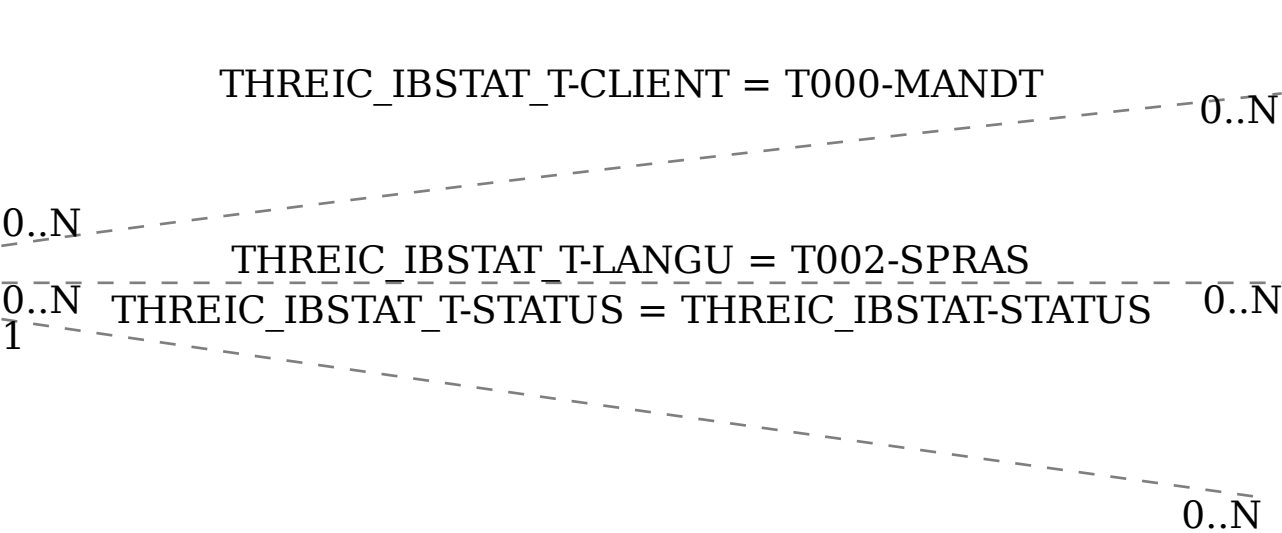 THREIC_IBSTAT_T-CLIENT = T000-MANDT
0..N
0..N
THREIC_IBSTAT_T-LANGU = T002-SPRAS
0..N
THREIC_IBSTAT_T-STATUS = THREIC_IBSTAT-STATUS
0..N
1
0..N